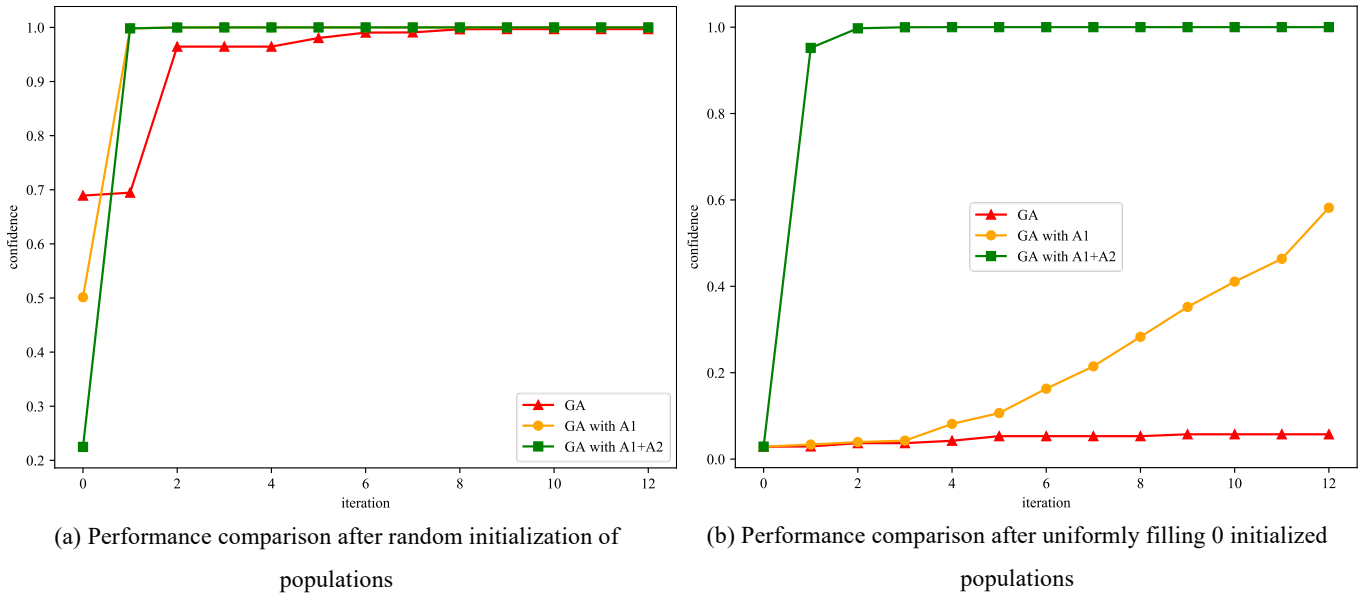 1.0
0.9
0.8
0.7
0.6
0.5
0.4
0.3
0.2
confidence
0 2 4 6 8 10 12
iteration
GA
GA with A1
GA with A1+A2
(a) Performance comparison after random initialization of
populations
1.0
0.8
0.6
0.4
0.2
0.0
confidence
0 2 4 6 8 10 12
iteration
GA
GA with A1
GA with A1+A2
(b) Performance comparison after uniformly filling 0 initialized
populations